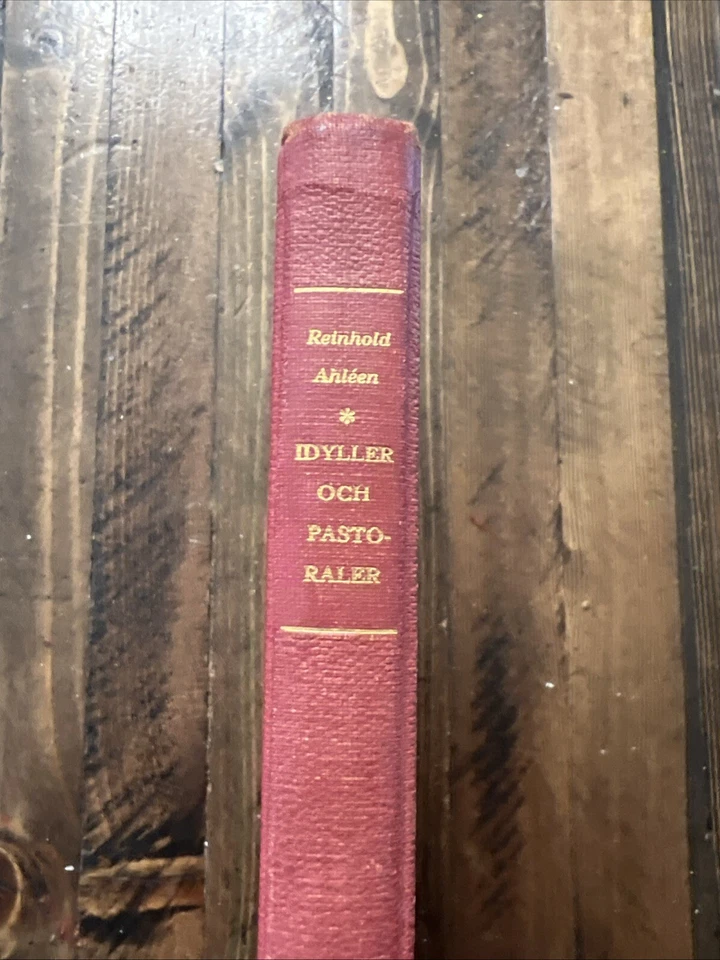 Reinhold
Ahléen
*
IDYLLER
OCH
PASTO-
RALER